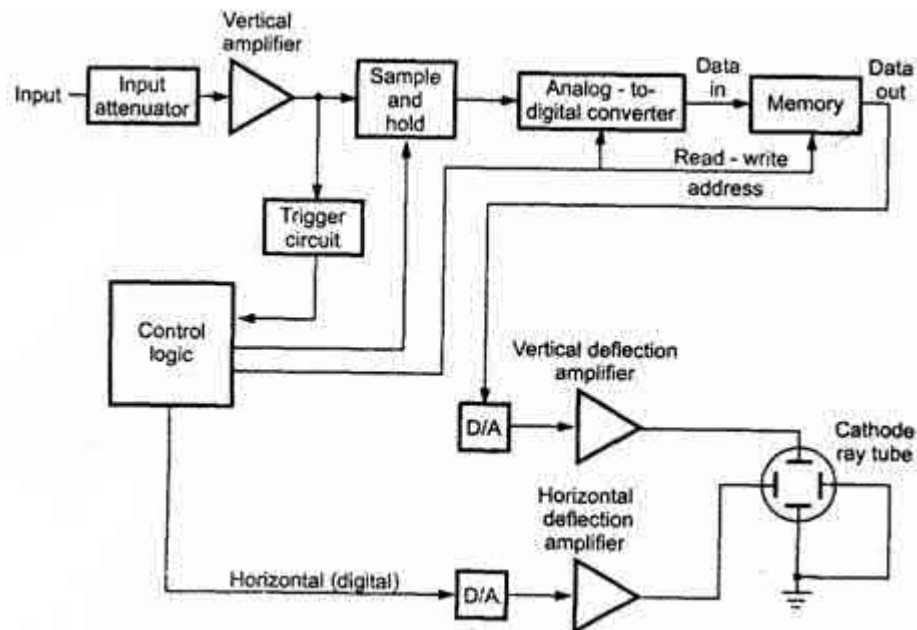 Vertical
amplifier
Input
Input
attenuator
Sample
and
hold
Analog - to-
digital converter
Data
in
Memory
Data
out
Read - write
address
Trigger
circuit
Control
logic
Vertical deflection
amplifier
D/A
Cathode
ray tube
Horizontal
deflection
amplifier
Horizontal (digital)
D/A